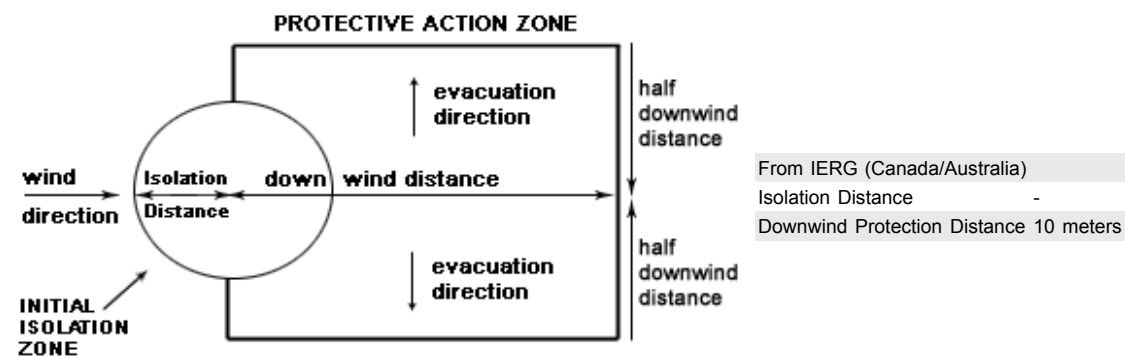 PROTECTIVE ACTION ZONE
evacuation
direction
half
downwind
distance
wind
direction
Isolation
Distance
down wind distance
From IERG (Canada/Australia)
Isolation Distance -
Downwind Protection Distance 10 meters
evacuation
direction
half
downwind
distance
INITIAL
ISOLATION
ZONE